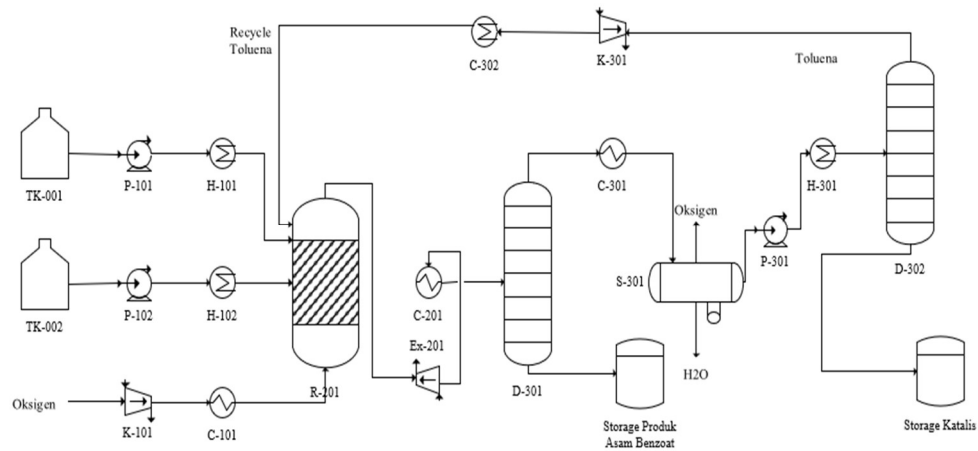 Recycle
Toluena
C-302
K-301
Toluena
TK-001
P-101
H-101
C-301
H-301
Oksigen
P-301
D-302
S-301
TK-002
P-102
H-102
C-201
Ex-201
H2O
Oksigen
K-101
C-101
R-201
D-301
Storage Produk
Asam Benzoat
Storage Katalis